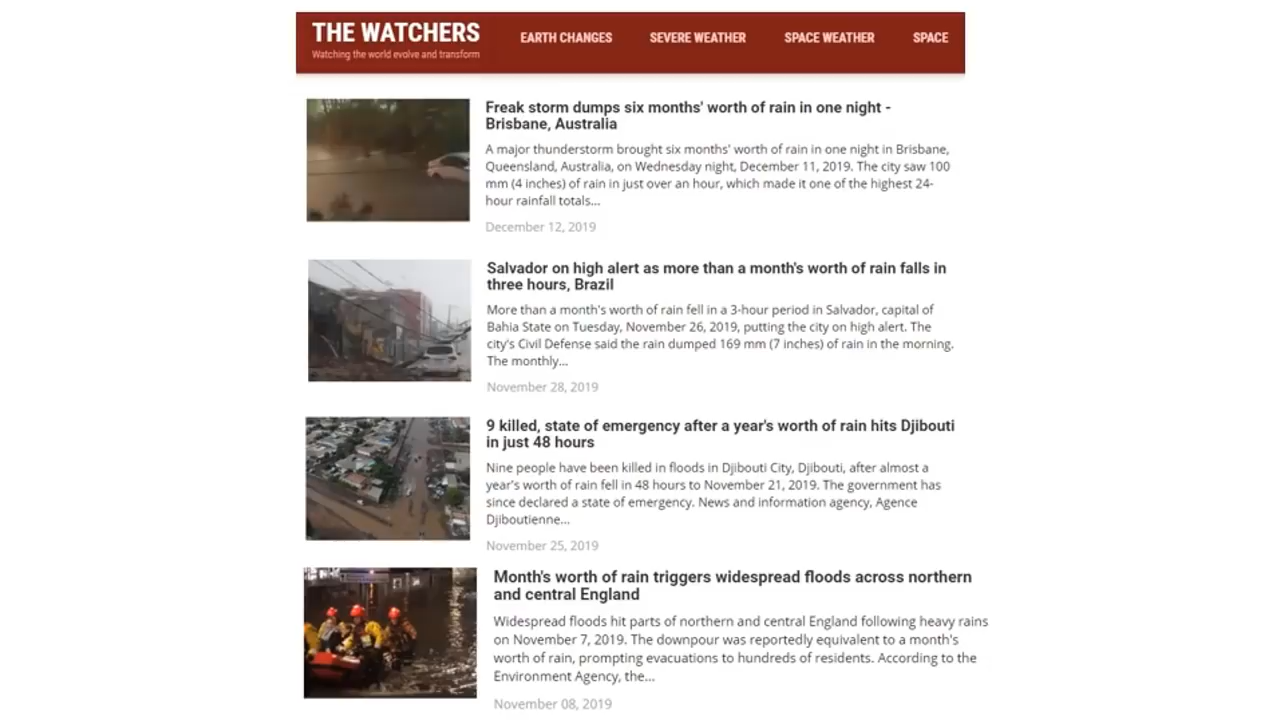 THE WATCHERS
Watching the world evolve and transform
EARTH CHANGES SEVERE WEATHER SPACE WEATHER SPACE
Freak storm dumps six months' worth of rain in one night -
Brisbane, Australia
A major thunderstorm brought six months' worth of rain in one night in Brisbane,
Queensland, Australia, on Wednesday night, December 11, 2019. The city saw 100
mm (4 inches) of rain in just over an hour, which made it one of the highest 24-
hour rainfall totals...
December 12, 2019
Salvador on high alert as more than a month's worth of rain falls in
three hours, Brazil
More than a month's worth of rain fell in a 3-hour period in Salvador, capital of
Bahia State on Tuesday, November 26, 2019, putting the city on high alert. The
city's Civil Defense said the rain dumped 169 mm (7 inches) of rain in the morning.
The monthly...
November 28, 2019
9 killed, state of emergency after a year's worth of rain hits Djibouti
in just 48 hours
Nine people have been killed in floods in Djibouti City, Djibouti, after almost a
year's worth of rain fell in 48 hours to November 21, 2019. The government has
since declared a state of emergency. News and information agency, Agence
Djiboutienne...
November 25, 2019
Month's worth of rain triggers widespread floods across northern
and central England
Widespread floods hit parts of northern and central England following heavy rains
on November 7, 2019. The downpour was reportedly equivalent to a month's
worth of rain, prompting evacuations to hundreds of residents. According to the
Environment Agency, the...
November 08, 2019